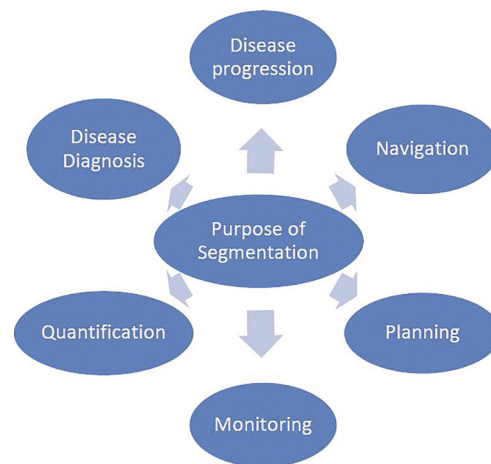 Disease
progression
Disease
Diagnosis
Navigation
Purpose of
Segmentation
Quantification
Planning
Monitoring